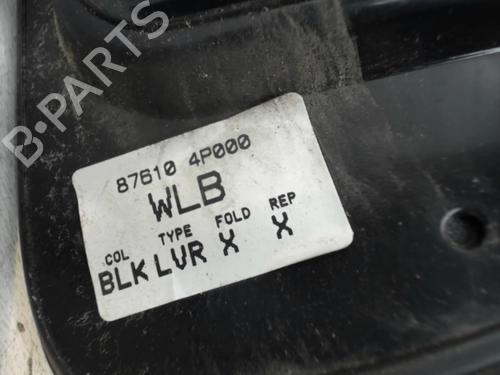 B-PARTS
87610 4P000
WLB
COL TYPE FOLD REP
BLK LVR X X